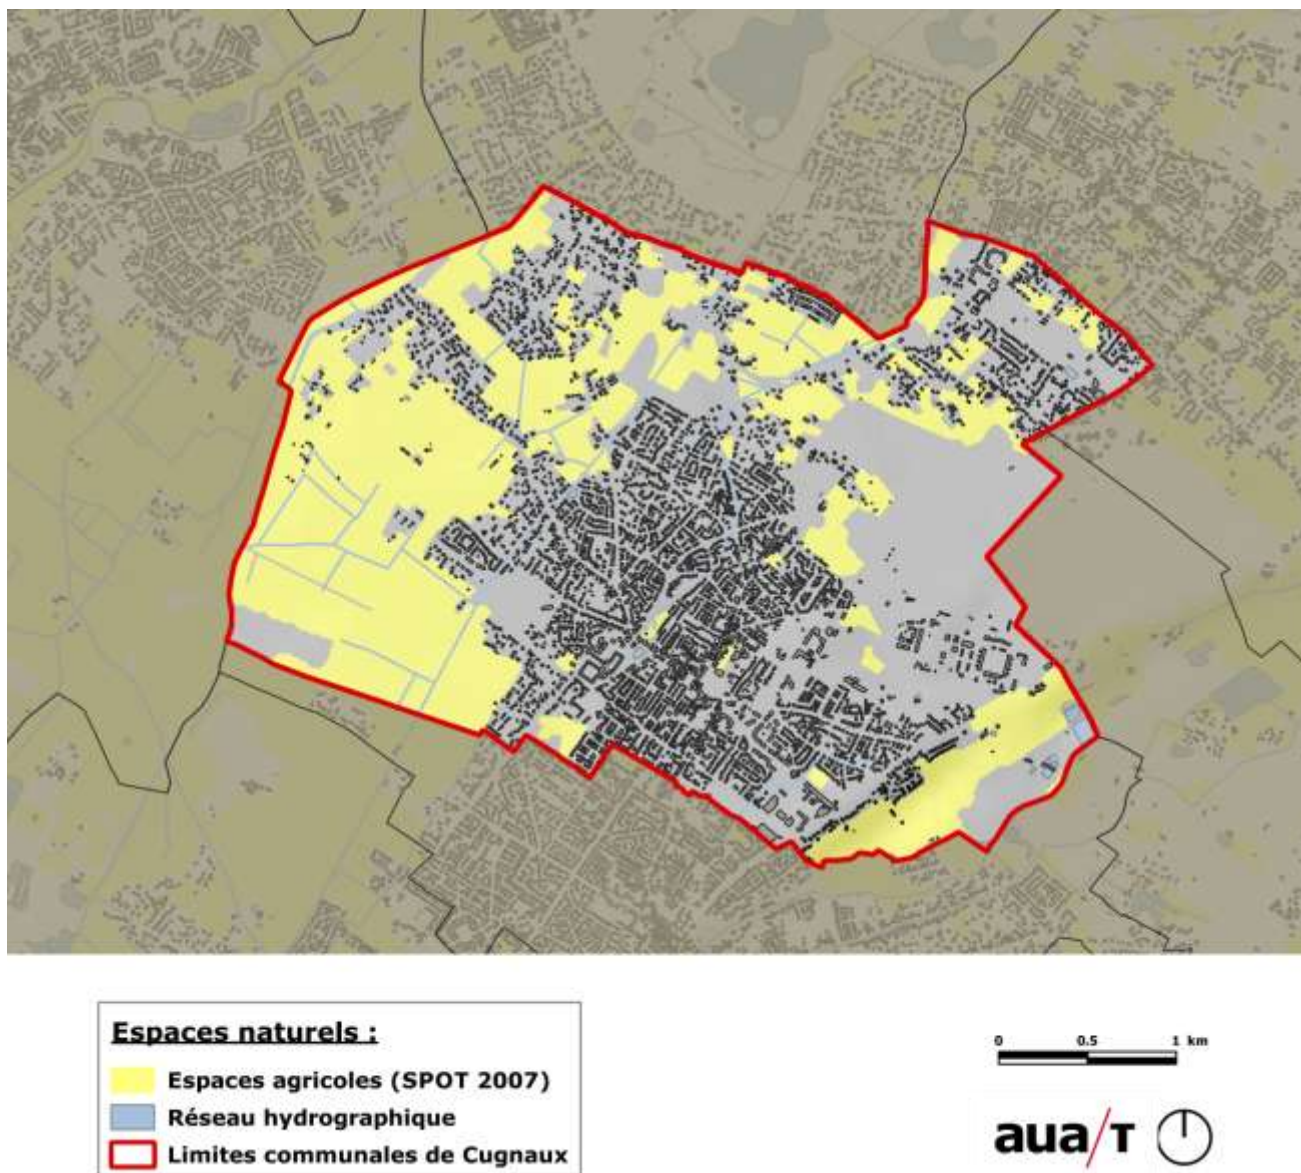 Espaces naturels :
Espaces agricoles (SPOT 2007)
Réseau hydrographique
Limites communales de Cugnaux
0 0.5 1 km
aua/T